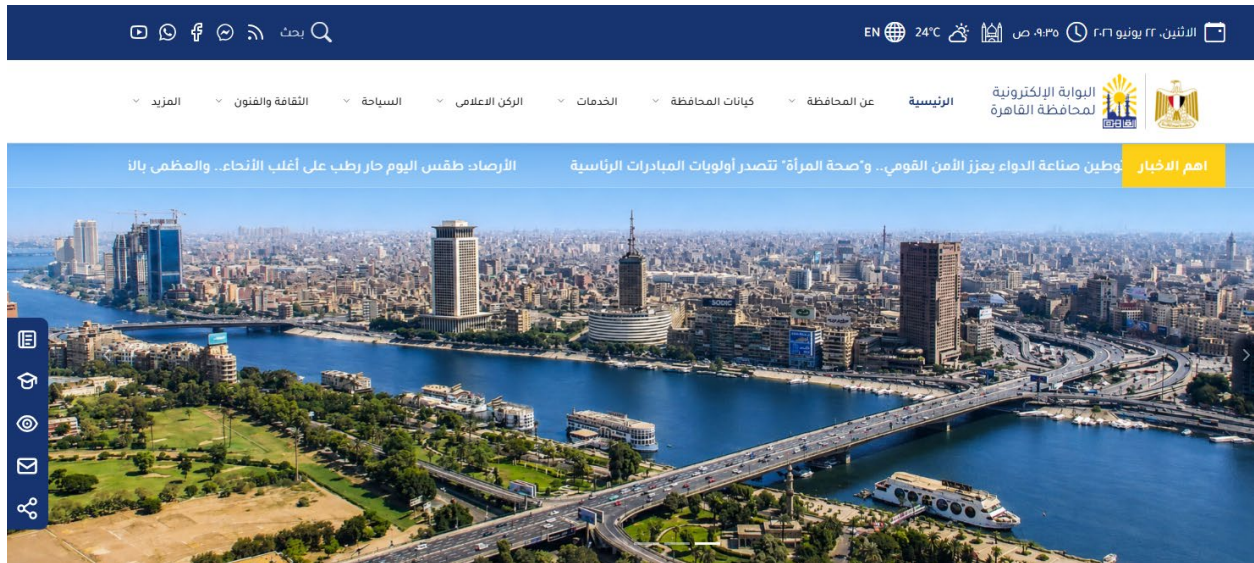 الاثنين، ٢٢ يونيو ٢٠٢٦ ٠٩:٣٥ ص 24°C EN بحث
البوابة الإلكترونية
لمحافظة القاهرة
الرئيسية عن المحافظة كيانات المحافظة الخدمات الركن الاعلامى السياحة الثقافة والفنون المزيد
اهم الاخبار توطين صناعة الدواء يعزز الأمن القومي.. و"صحة المرأة" تتصدر أولويات المبادرات الرئاسية الأرصاد: طقس اليوم حار رطب على أغلب الأنحاء.. والعظمى
SODIC